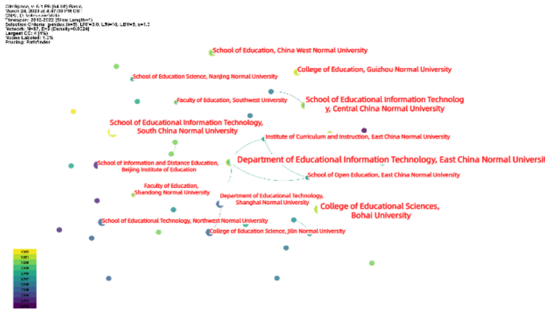 School of Education, China West Normal University
College of Education, Guizhou Normal University
School of Education Science, Nanjing Normal University
Faculty of Education, Southwest University
School of Educational Information Technolog
y, Central China Normal University
School of Educational Information Technology,
South China Normal University
Institute of Curriculum and Instruction, East China Normal University
Department of Educational Information Technology, East China Normal Universit
School of Information and Distance Education,
Beijing Institute of Education
School of Open Education, East China Normal University
Faculty of Education,
Shandong Normal University
Department of Educational Technology,
Shanghai Normal University
College of Educational Sciences,
Bohai University
School of Educational Technology, Northwest Normal University
College of Education Science, Jilin Normal University